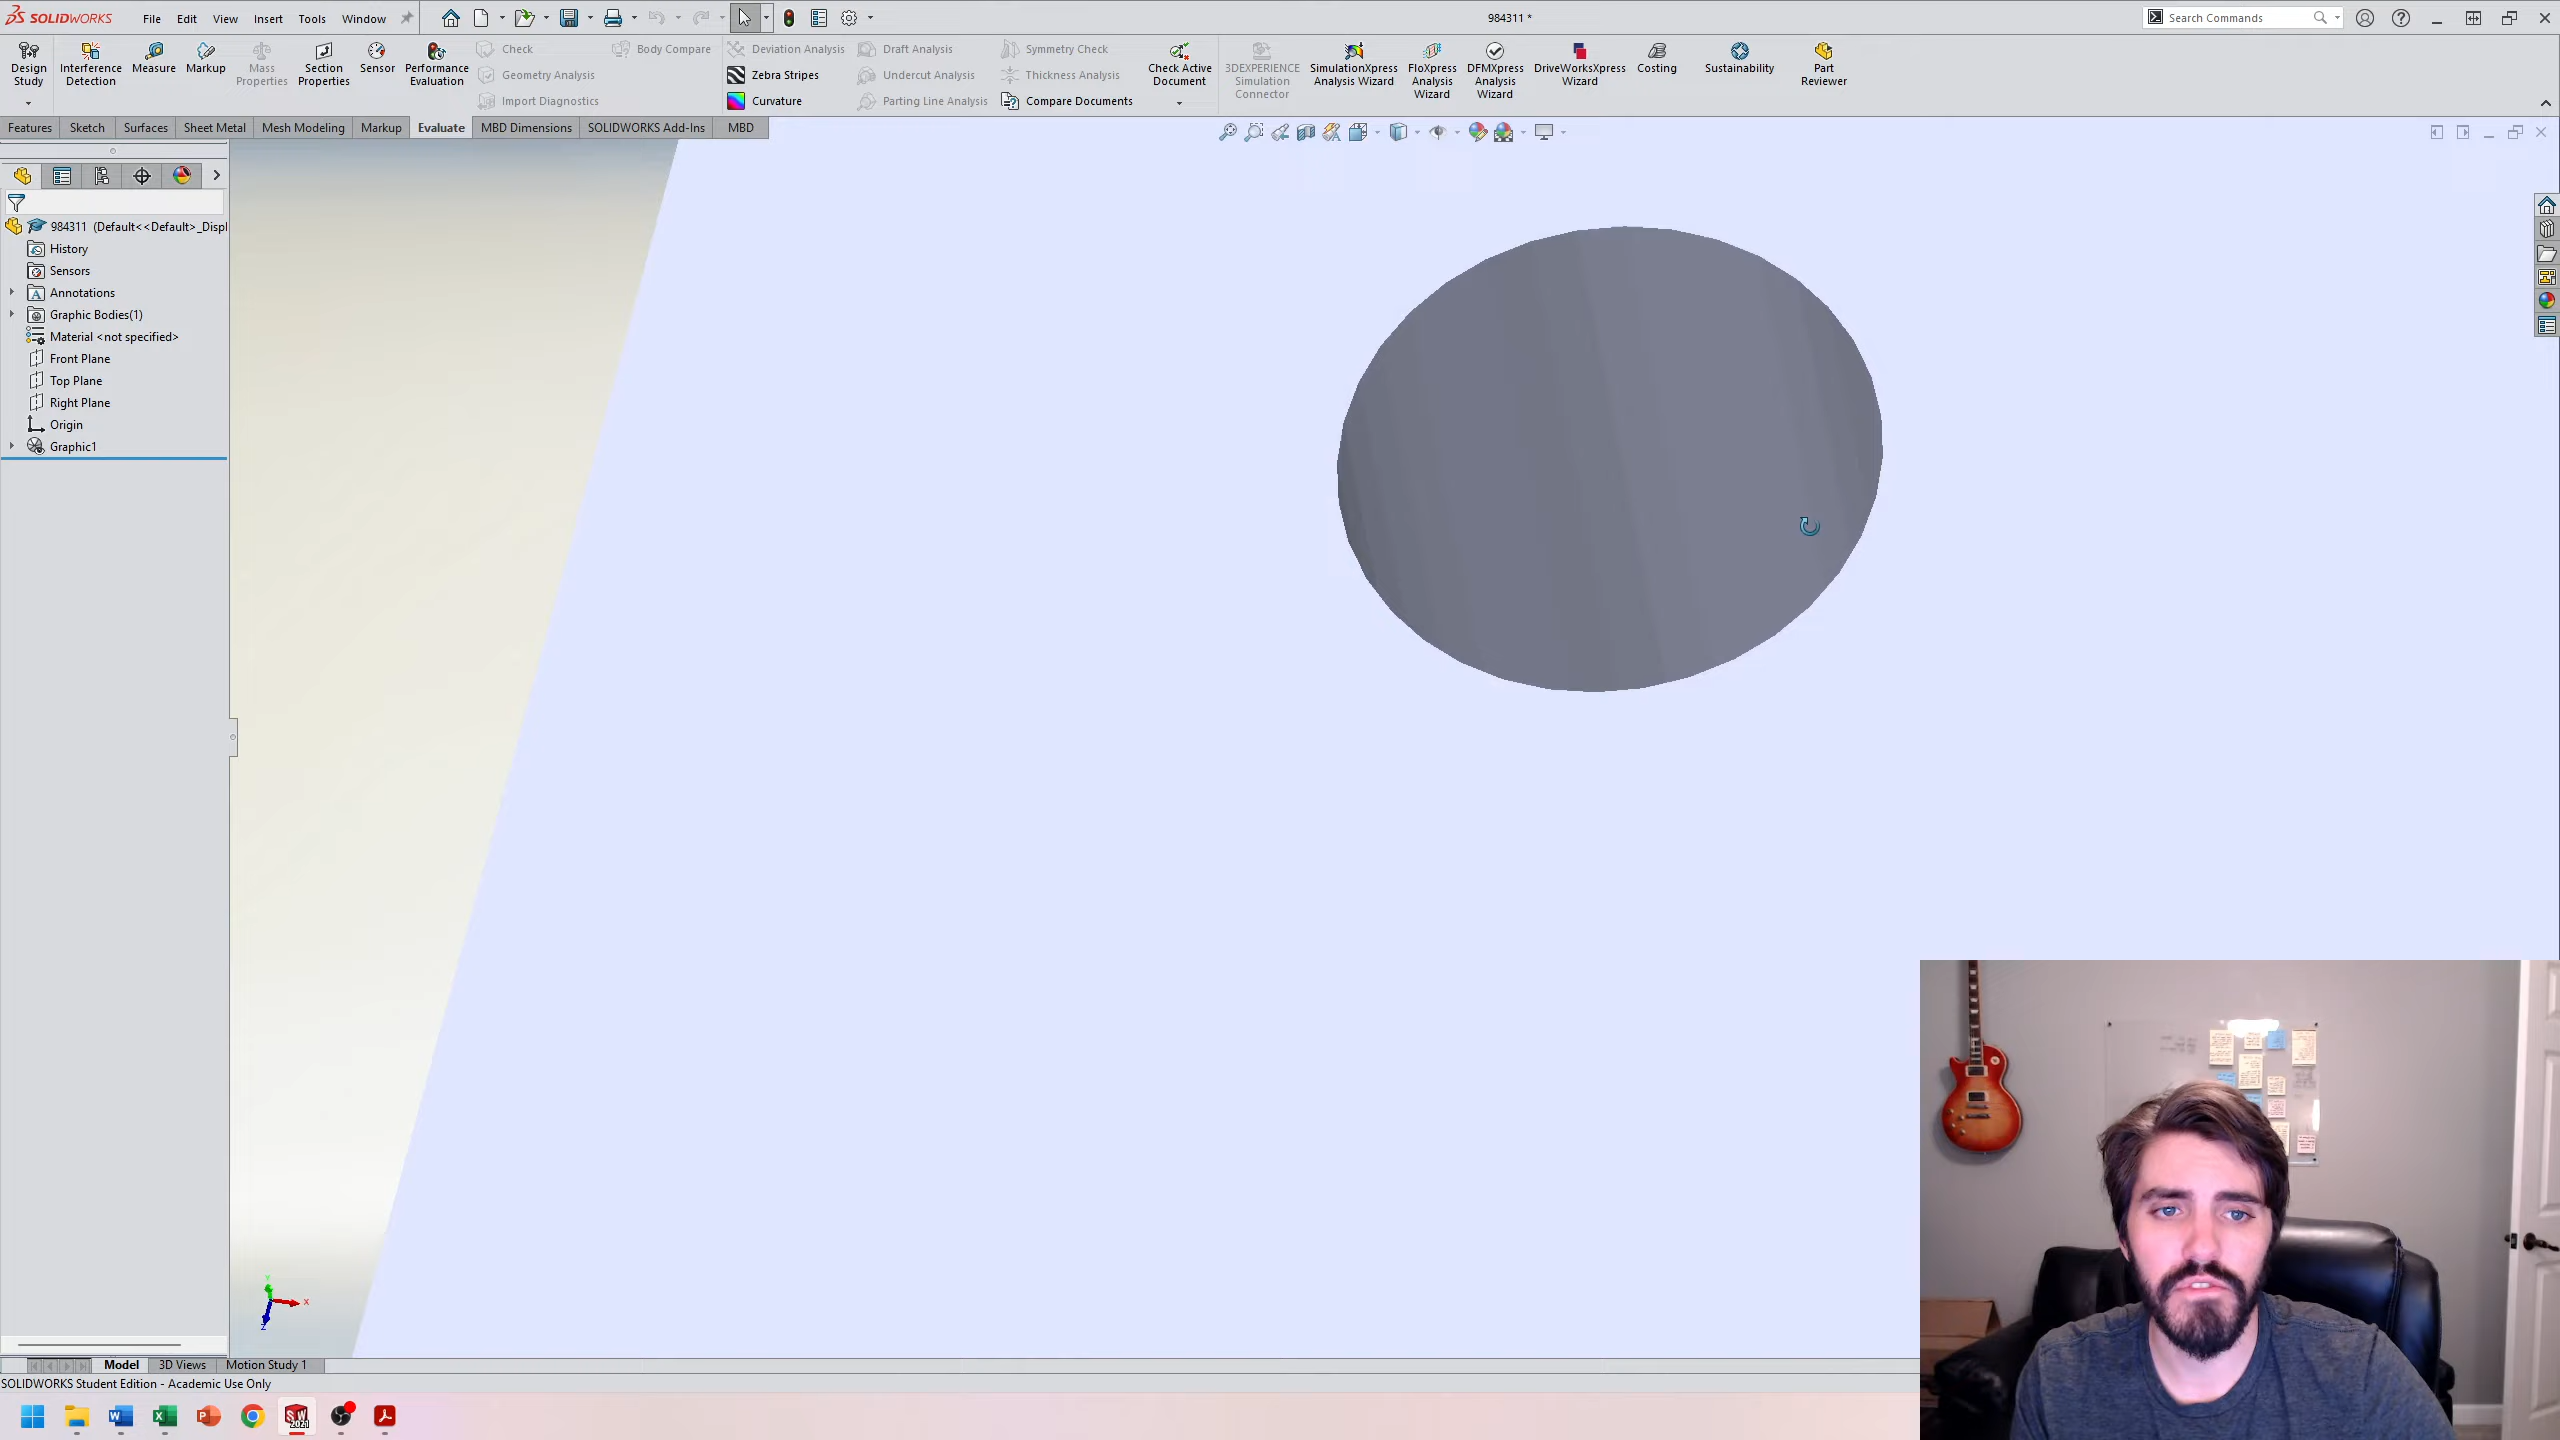 SOLIDWORKS File Edit View Insert Tools Window 984311 * Search Commands
Design Study
Interference Detection
Measure
Markup
Mass Properties
Section Properties
Sensor
Performance Evaluation
Check
Geometry Analysis
Import Diagnostics
Body Compare
Deviation Analysis
Zebra Stripes
Curvature
Draft Analysis
Undercut Analysis
Parting Line Analysis
Symmetry Check
Thickness Analysis
Compare Documents
Check Active Document
3DEXPERIENCE Simulation Connector
SimulationXpress Analysis Wizard
FloXpress Analysis Wizard
DFMXpress Analysis Wizard
DriveWorksXpress Wizard
Costing
Sustainability
Part Reviewer
Features Sketch Surfaces Sheet Metal Mesh Modeling Markup Evaluate MBD Dimensions SOLIDWORKS Add-Ins MBD
984311 (Default<<Default>_Displ
History
Sensors
Annotations
Graphic Bodies(1)
Material <not specified>
Front Plane
Top Plane
Right Plane
Origin
Graphic1
Y
X
Z
Model 3D Views Motion Study 1
SOLIDWORKS Student Edition - Academic Use Only